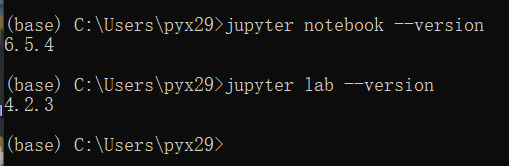 (base) C:\Users\pyx29>jupyter notebook --version
6.5.4
(base) C:\Users\pyx29>jupyter lab --version
4.2.3
(base) C:\Users\pyx29>